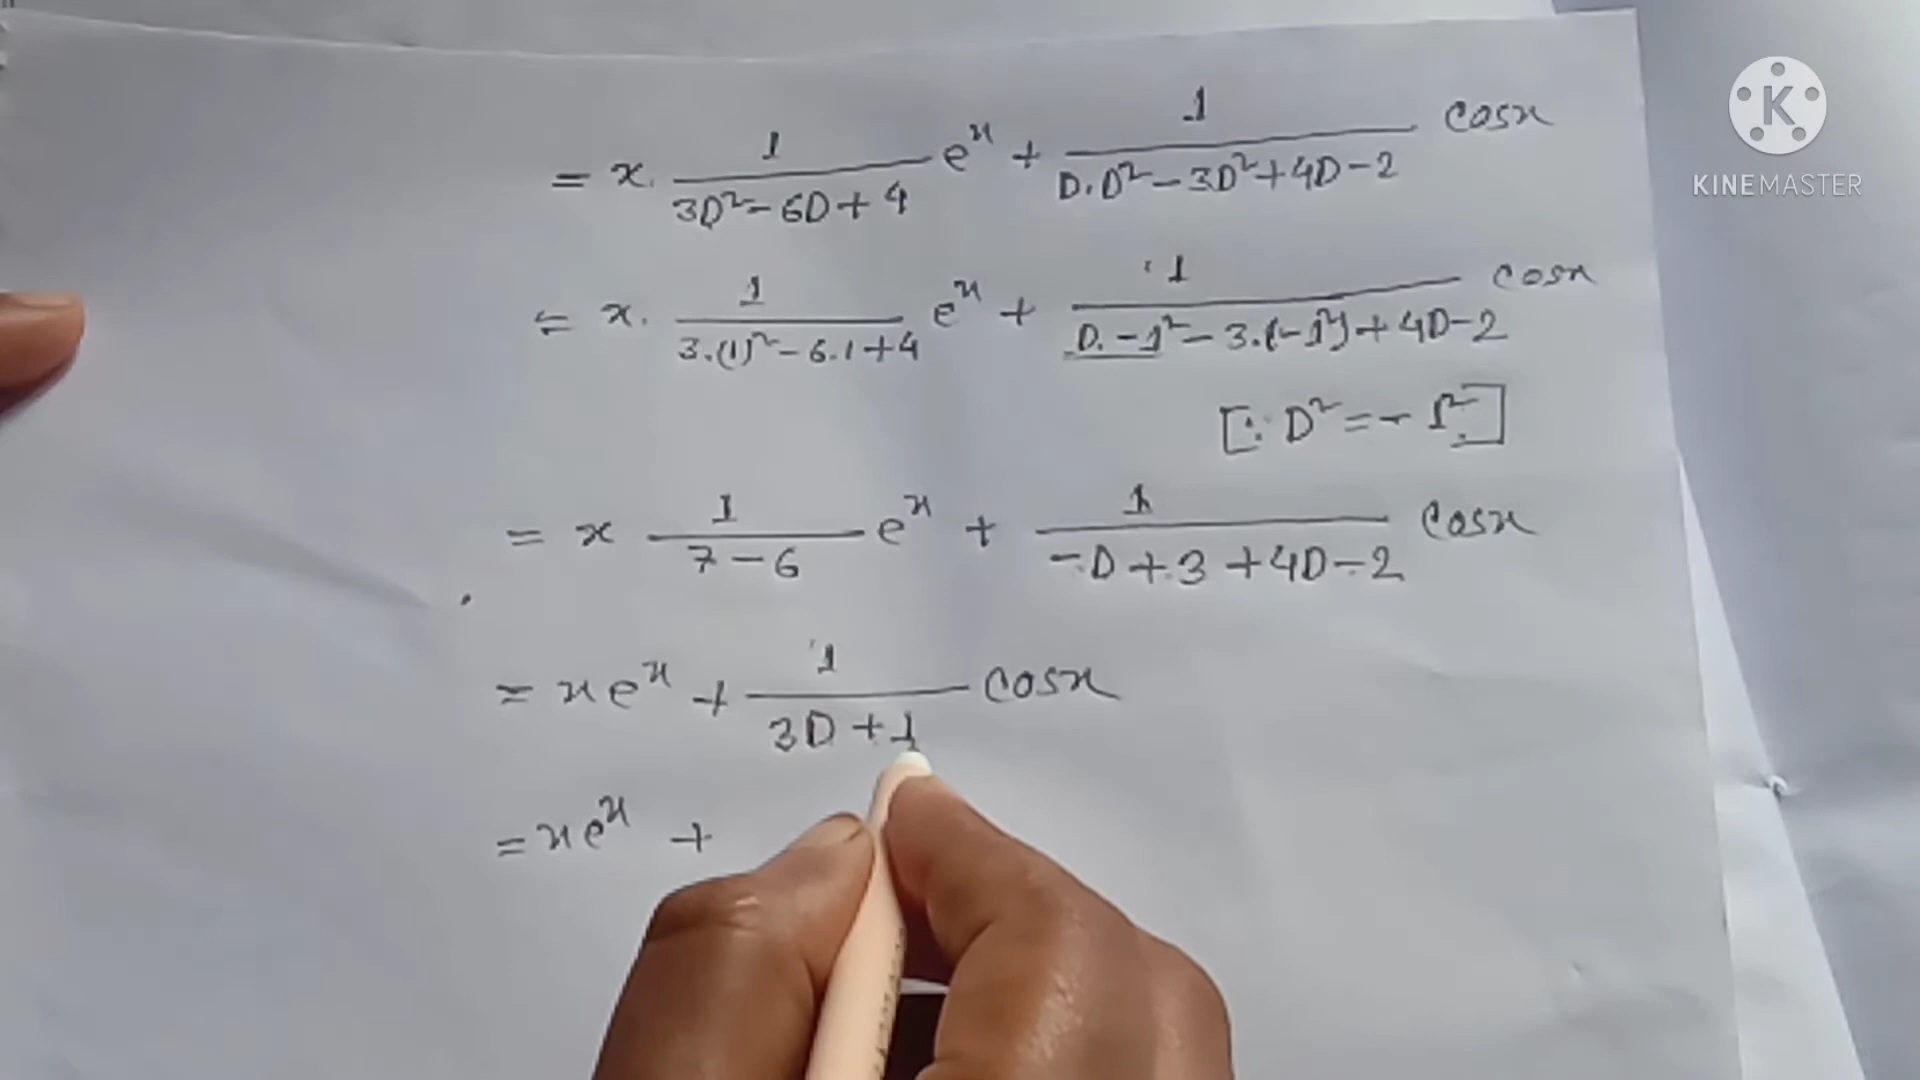 = x. 1/(3D²-6D+4) eˣ + 1/(D.D²-3D²+4D-2) cosx
= x. 1/(3.(1)²-6.1+4) eˣ + 1/(D.-1²-3.(-1²)+4D-2) cosx
[∵ D²=-1²]
= x 1/(7-6) eˣ + 1/(-D+3+4D-2) cosx
= xeˣ + 1/(3D+1) cosx
= xeˣ +
K
KINEMASTER